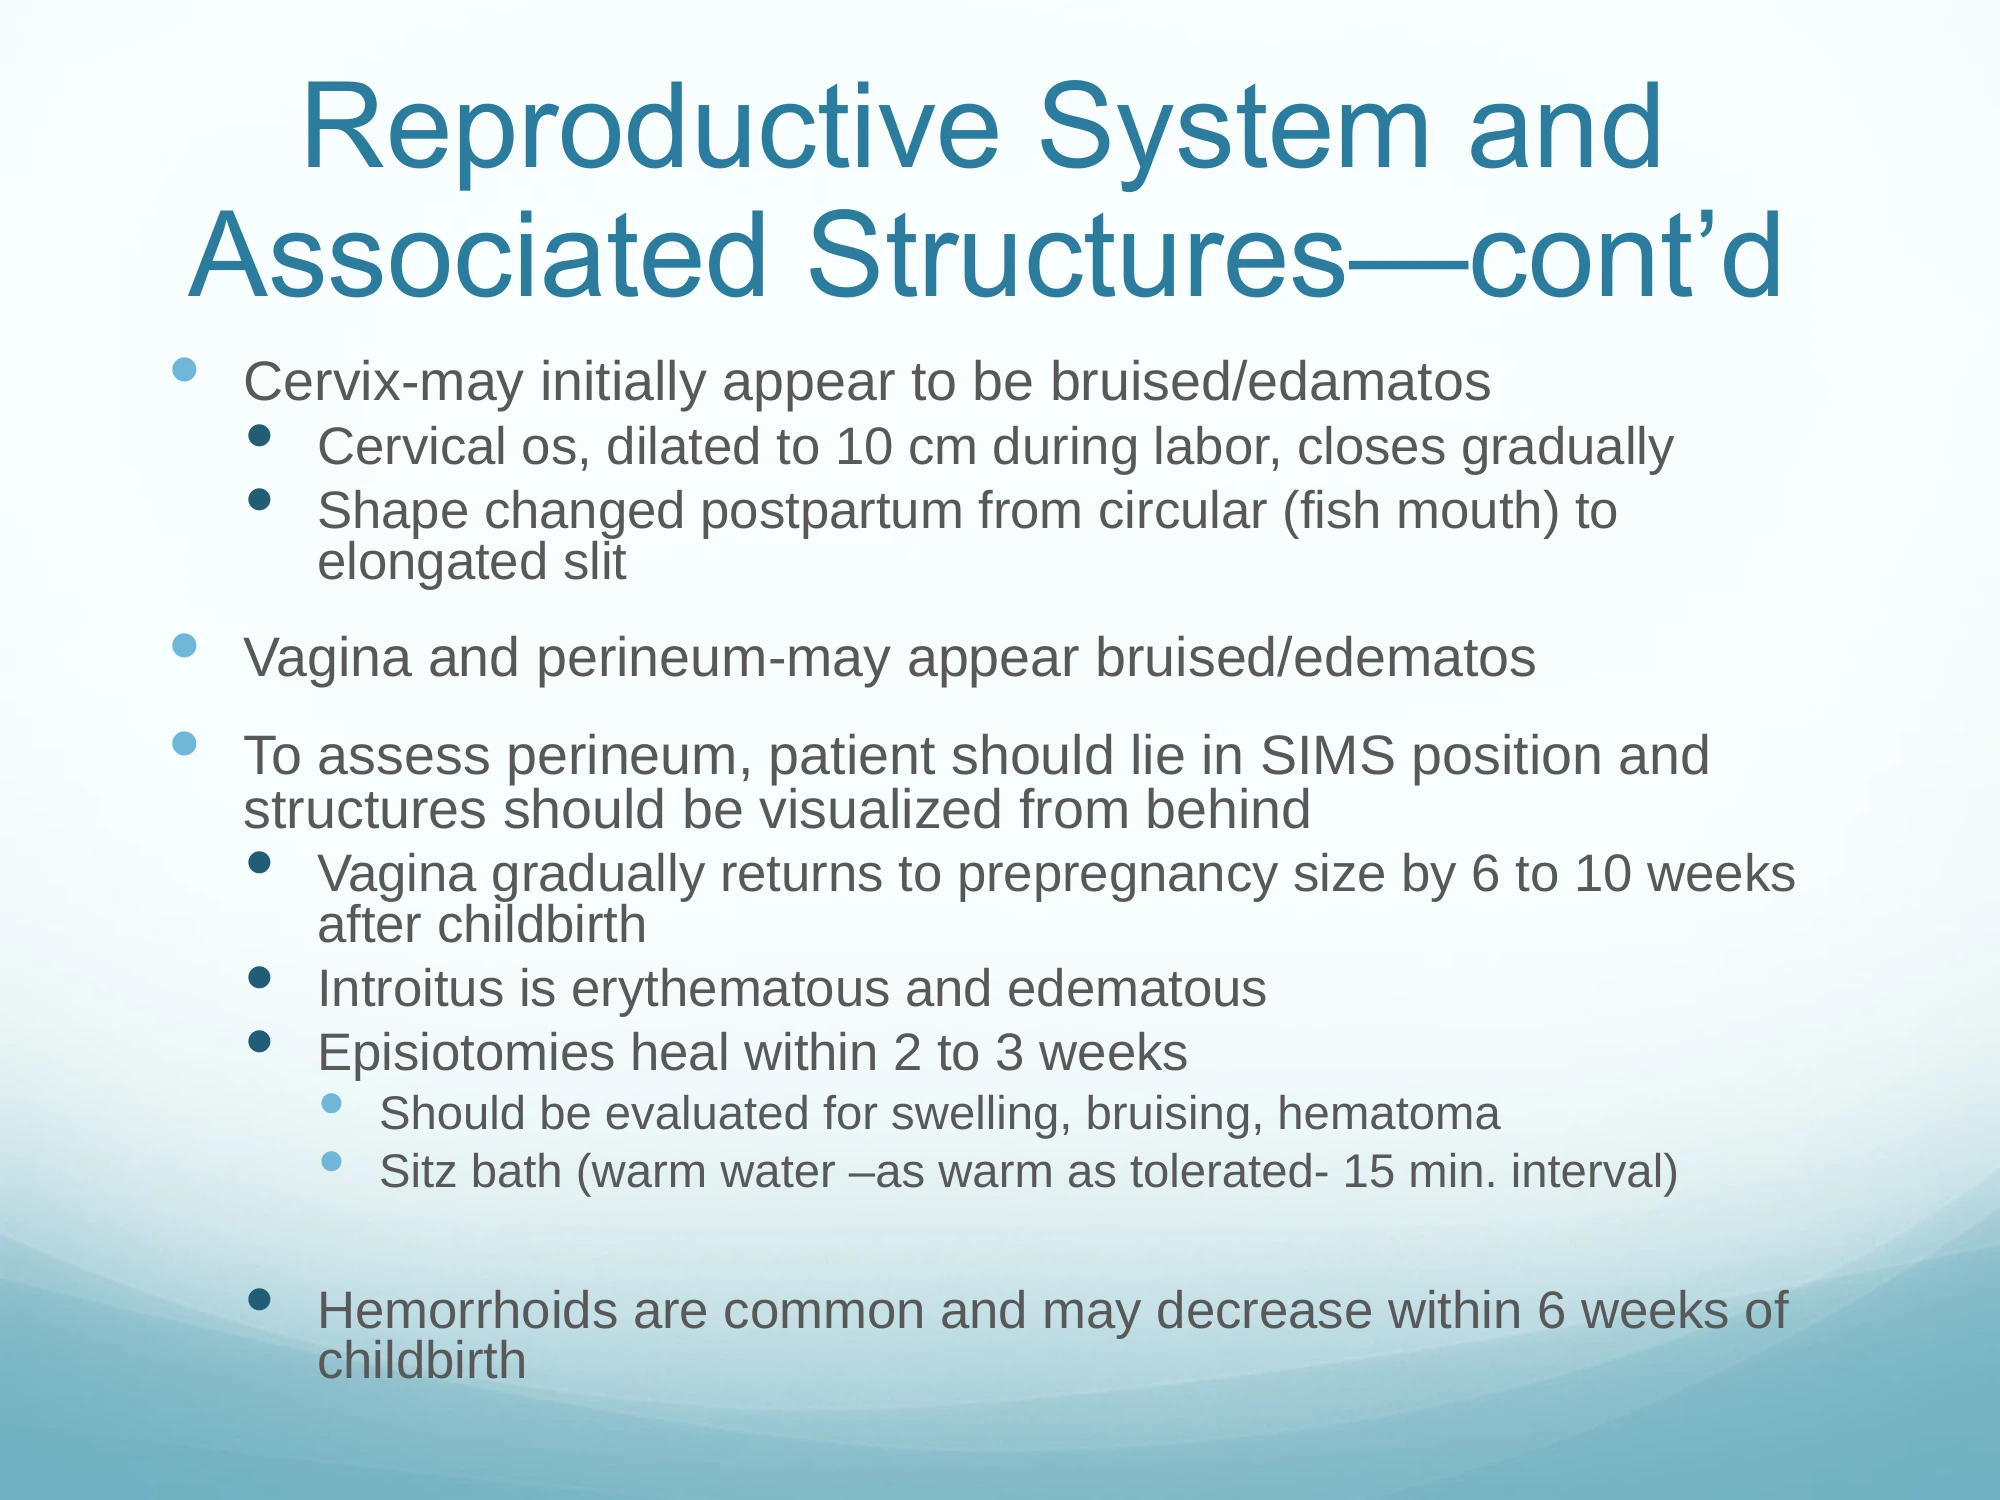 Reproductive System and
Associated Structures—cont’d
• Cervix-may initially appear to be bruised/edamatos
• Cervical os, dilated to 10 cm during labor, closes gradually
• Shape changed postpartum from circular (fish mouth) to
elongated slit
• Vagina and perineum-may appear bruised/edematos
• To assess perineum, patient should lie in SIMS position and
structures should be visualized from behind
• Vagina gradually returns to prepregnancy size by 6 to 10 weeks
after childbirth
• Introitus is erythematous and edematous
• Episiotomies heal within 2 to 3 weeks
• Should be evaluated for swelling, bruising, hematoma
• Sitz bath (warm water –as warm as tolerated- 15 min. interval)
• Hemorrhoids are common and may decrease within 6 weeks of
childbirth